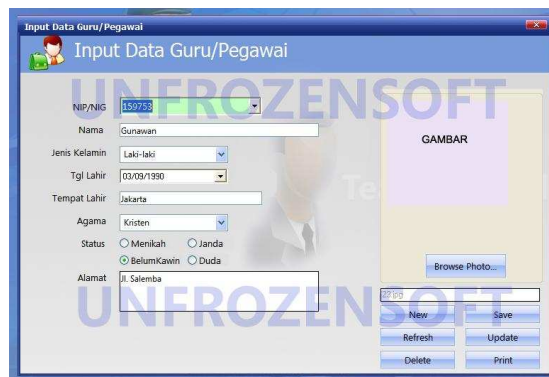 Input Data Guru/Pegawai
Input Data Guru/Pegawai
UNFROZENSOFT
NIP/NIG 159753
Nama Gunawan
Jenis Kelamin Laki-laki
Tgl Lahir 03/09/1990
Tempat Lahir Jakarta
Agama Kristen
Status Menikah Janda
BelumKawin Duda
Alamat Jl. Salemba
GAMBAR
Browse Photo...
UNFROZENSOFT
New Save
Refresh Update
Delete Print